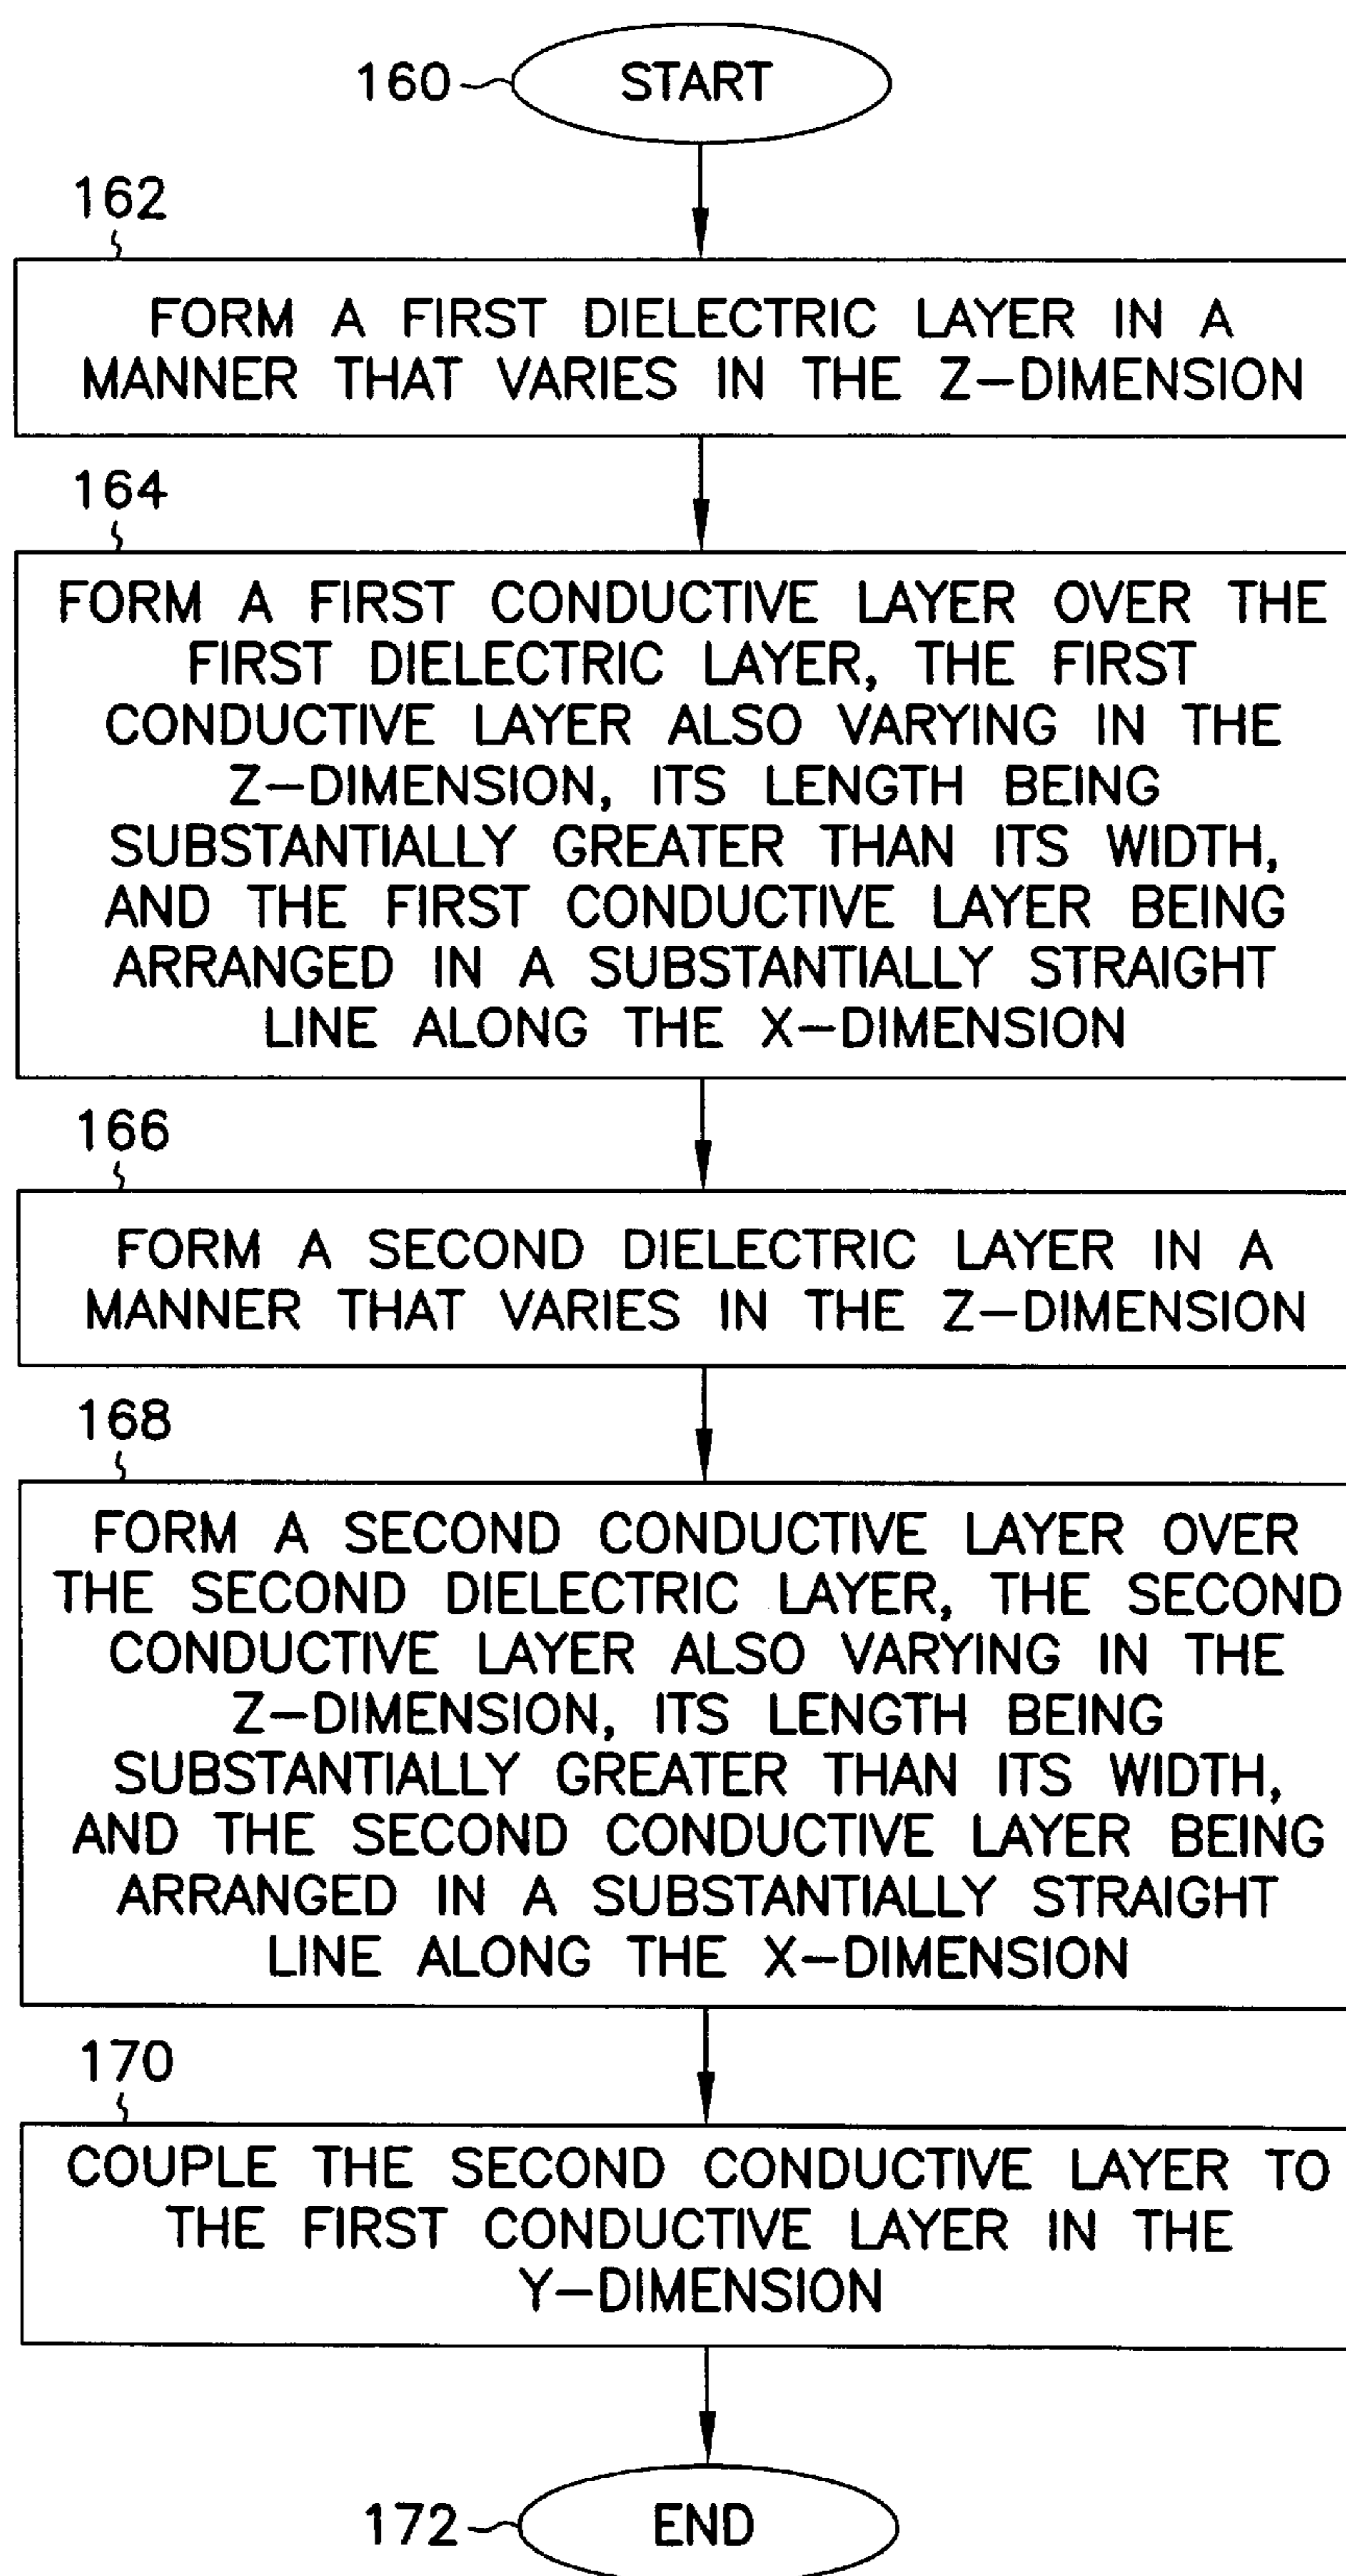 160
START
162
FORM A FIRST DIELECTRIC LAYER IN A
MANNER THAT VARIES IN THE Z–DIMENSION
164
FORM A FIRST CONDUCTIVE LAYER OVER THE
FIRST DIELECTRIC LAYER, THE FIRST
CONDUCTIVE LAYER ALSO VARYING IN THE
Z–DIMENSION, ITS LENGTH BEING
SUBSTANTIALLY GREATER THAN ITS WIDTH,
AND THE FIRST CONDUCTIVE LAYER BEING
ARRANGED IN A SUBSTANTIALLY STRAIGHT
LINE ALONG THE X–DIMENSION
166
FORM A SECOND DIELECTRIC LAYER IN A
MANNER THAT VARIES IN THE Z–DIMENSION
168
FORM A SECOND CONDUCTIVE LAYER OVER
THE SECOND DIELECTRIC LAYER, THE SECOND
CONDUCTIVE LAYER ALSO VARYING IN THE
Z–DIMENSION, ITS LENGTH BEING
SUBSTANTIALLY GREATER THAN ITS WIDTH,
AND THE SECOND CONDUCTIVE LAYER BEING
ARRANGED IN A SUBSTANTIALLY STRAIGHT
LINE ALONG THE X–DIMENSION
170
COUPLE THE SECOND CONDUCTIVE LAYER TO
THE FIRST CONDUCTIVE LAYER IN THE
Y–DIMENSION
172
END